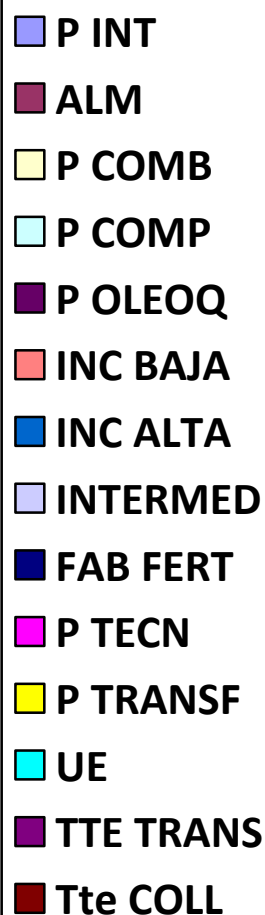 P INT
ALM
P COMB
P COMP
P OLEOQ
INC BAJA
INC ALTA
INTERMED
FAB FERT
P TECN
P TRANSF
UE
TTE TRANS
Tte COLL